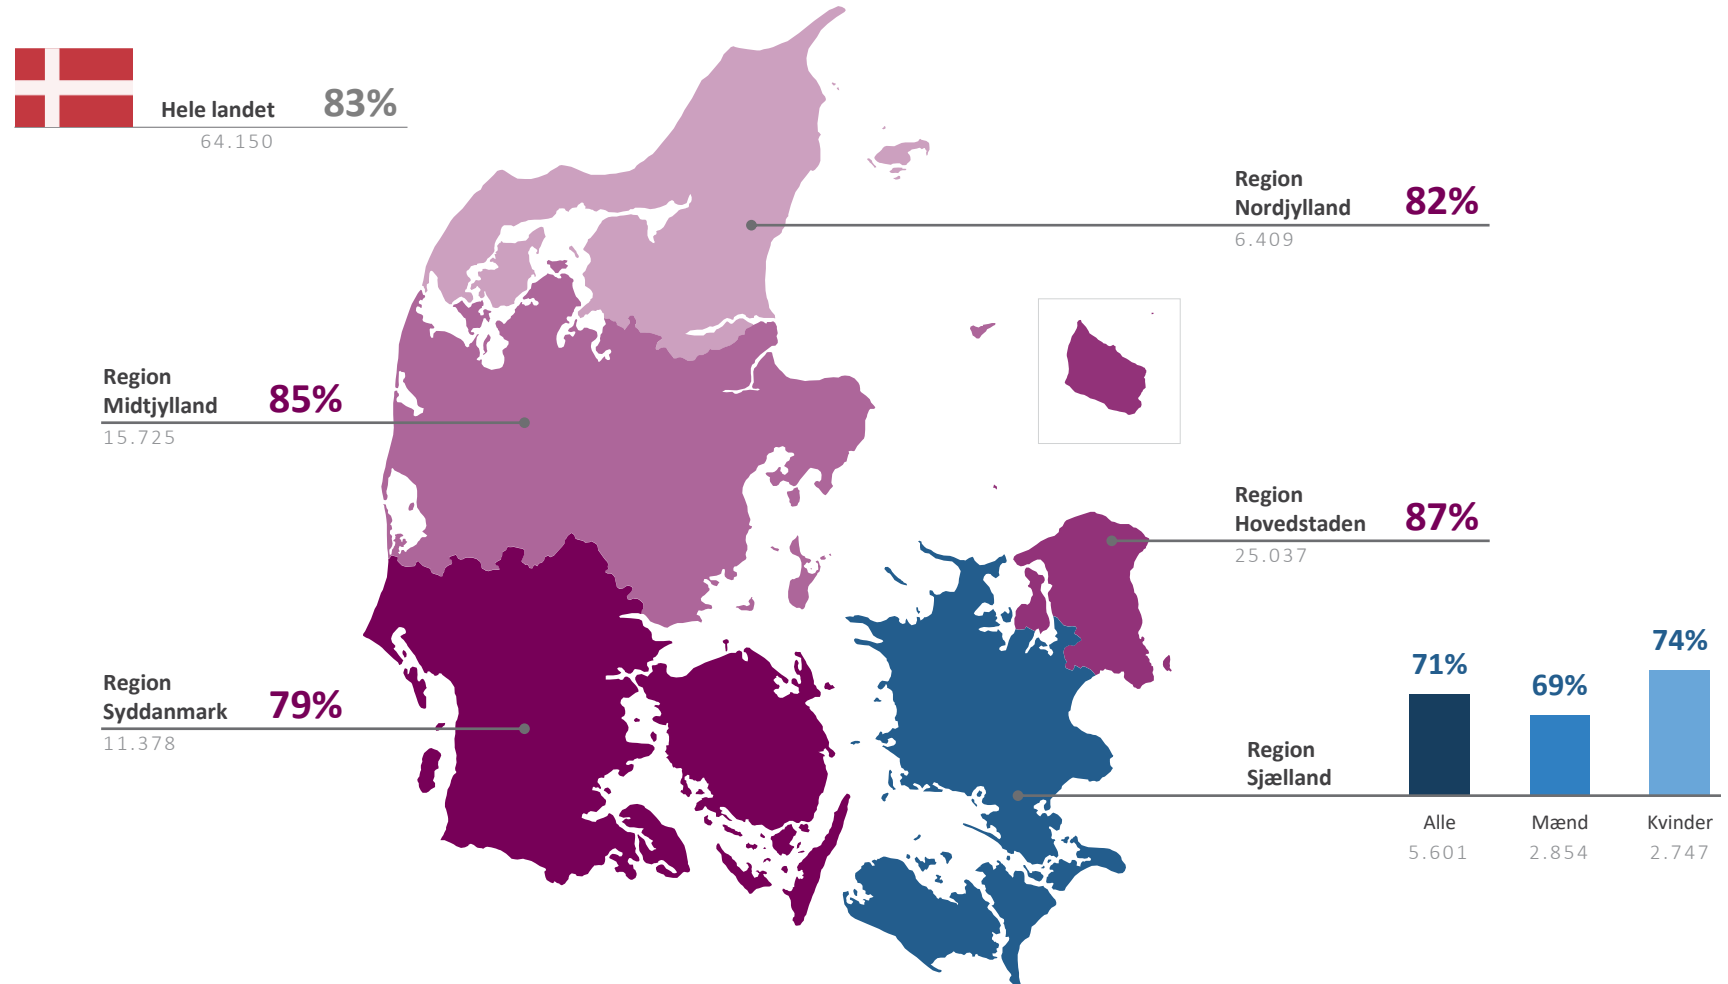 Hele landet 83%
64.150
Region
Nordjylland 82%
6.409
Region
Midtjylland 85%
15.725
Region
Hovedstaden 87%
25.037
Region
Syddanmark 79%
11.378
Region
Sjælland
71% 69% 74%
Alle Mænd Kvinder
5.601 2.854 2.747